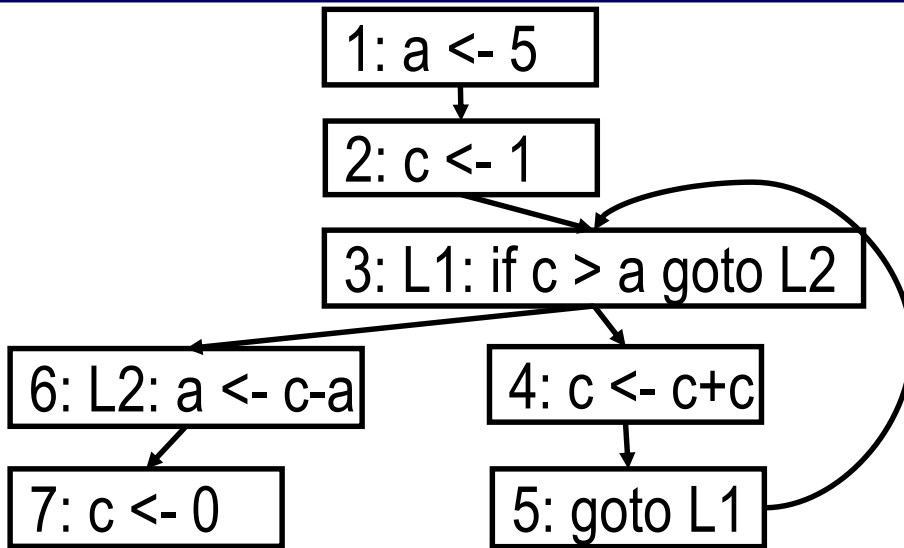 1: a <- 5
2: c <- 1
3: L1: if c > a goto L2
6: L2: a <- c-a
4: c <- c+c
7: c <- 0
5: goto L1